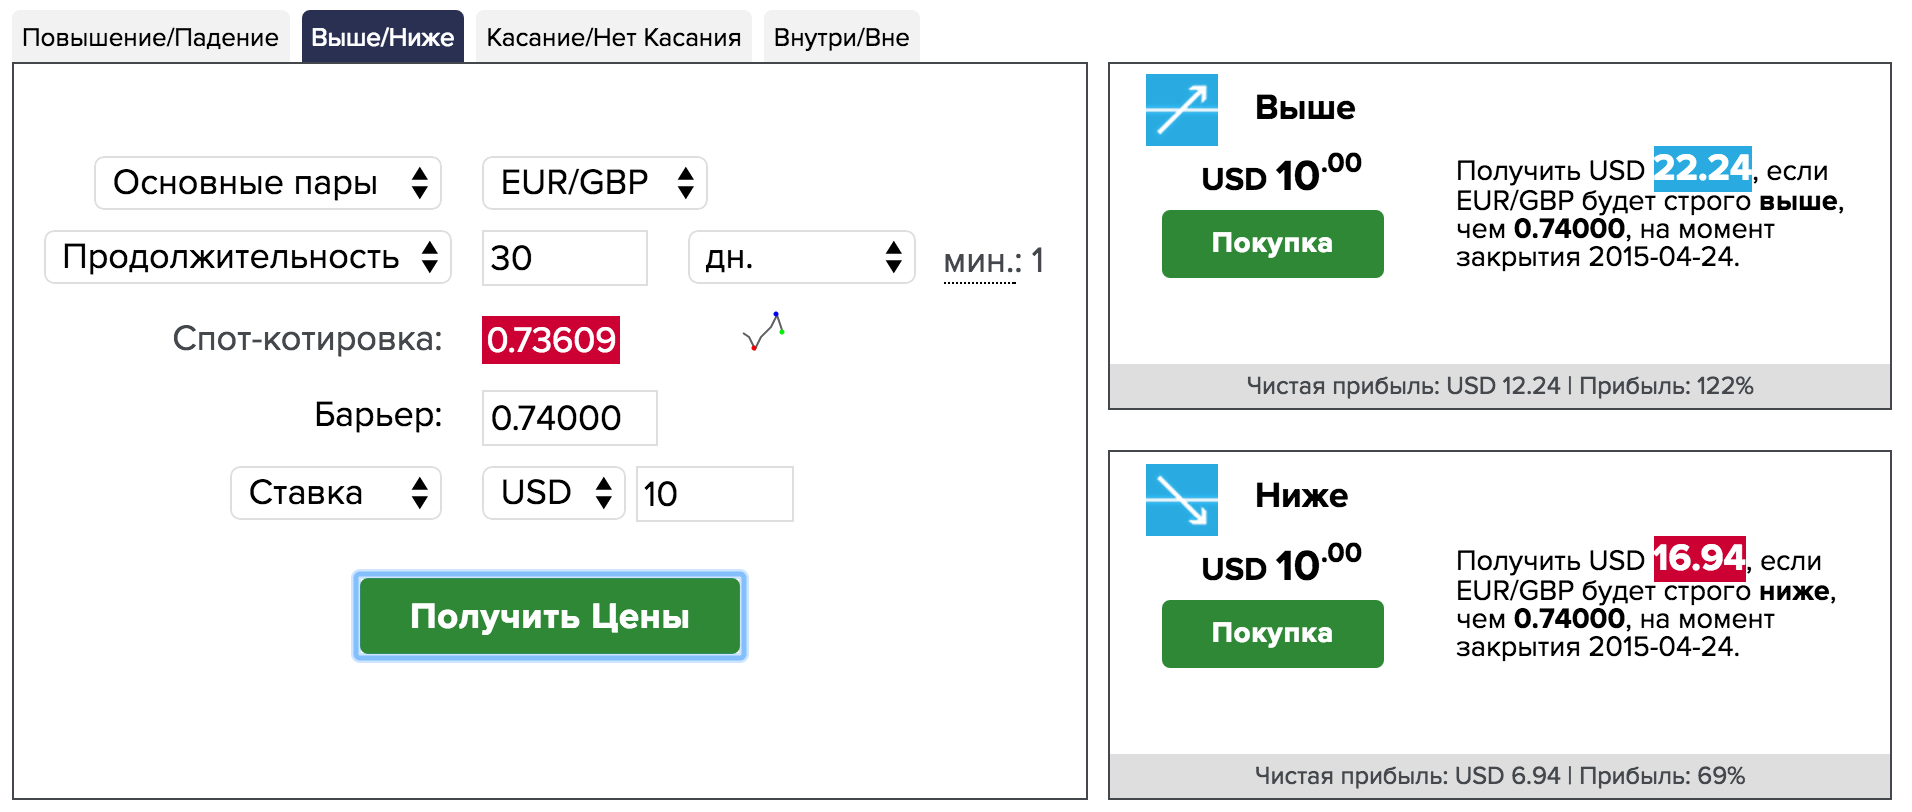 Повышение/Падение
Выше/Ниже
Касание/Нет Касания
Внутри/Вне
Основные пары
EUR/GBP
Продолжительность
30
дн.
мин.: 1
Спот-котировка:
0.73609
Барьер:
0.74000
Ставка
USD
10
Получить Цены
Выше
USD 10.00
Покупка
Получить USD 22.24, если
EUR/GBP будет строго выше,
чем 0.74000, на момент
закрытия 2015-04-24.
Чистая прибыль: USD 12.24 | Прибыль: 122%
Ниже
USD 10.00
Покупка
Получить USD 16.94, если
EUR/GBP будет строго ниже,
чем 0.74000, на момент
закрытия 2015-04-24.
Чистая прибыль: USD 6.94 | Прибыль: 69%